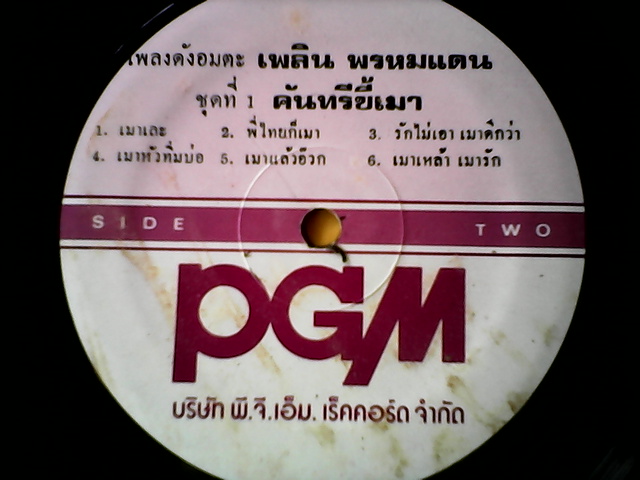 เพลงดังอมตะ เพลิน พรหมแดน
ชุดที่ 1 คันทรีขี้เมา
1. เมาเละ 2. พี่ไทยก็เมา 3. รักไม่เอา เมาดีกว่า
4. เมาหัวทิ่มบ่อ 5. เมาแล้วอ๊วก 6. เมาเหล้า เมารัก
SIDE TWO
PGM
บริษัท พี.จี.เอ็ม. เร็คคอร์ด จำกัด